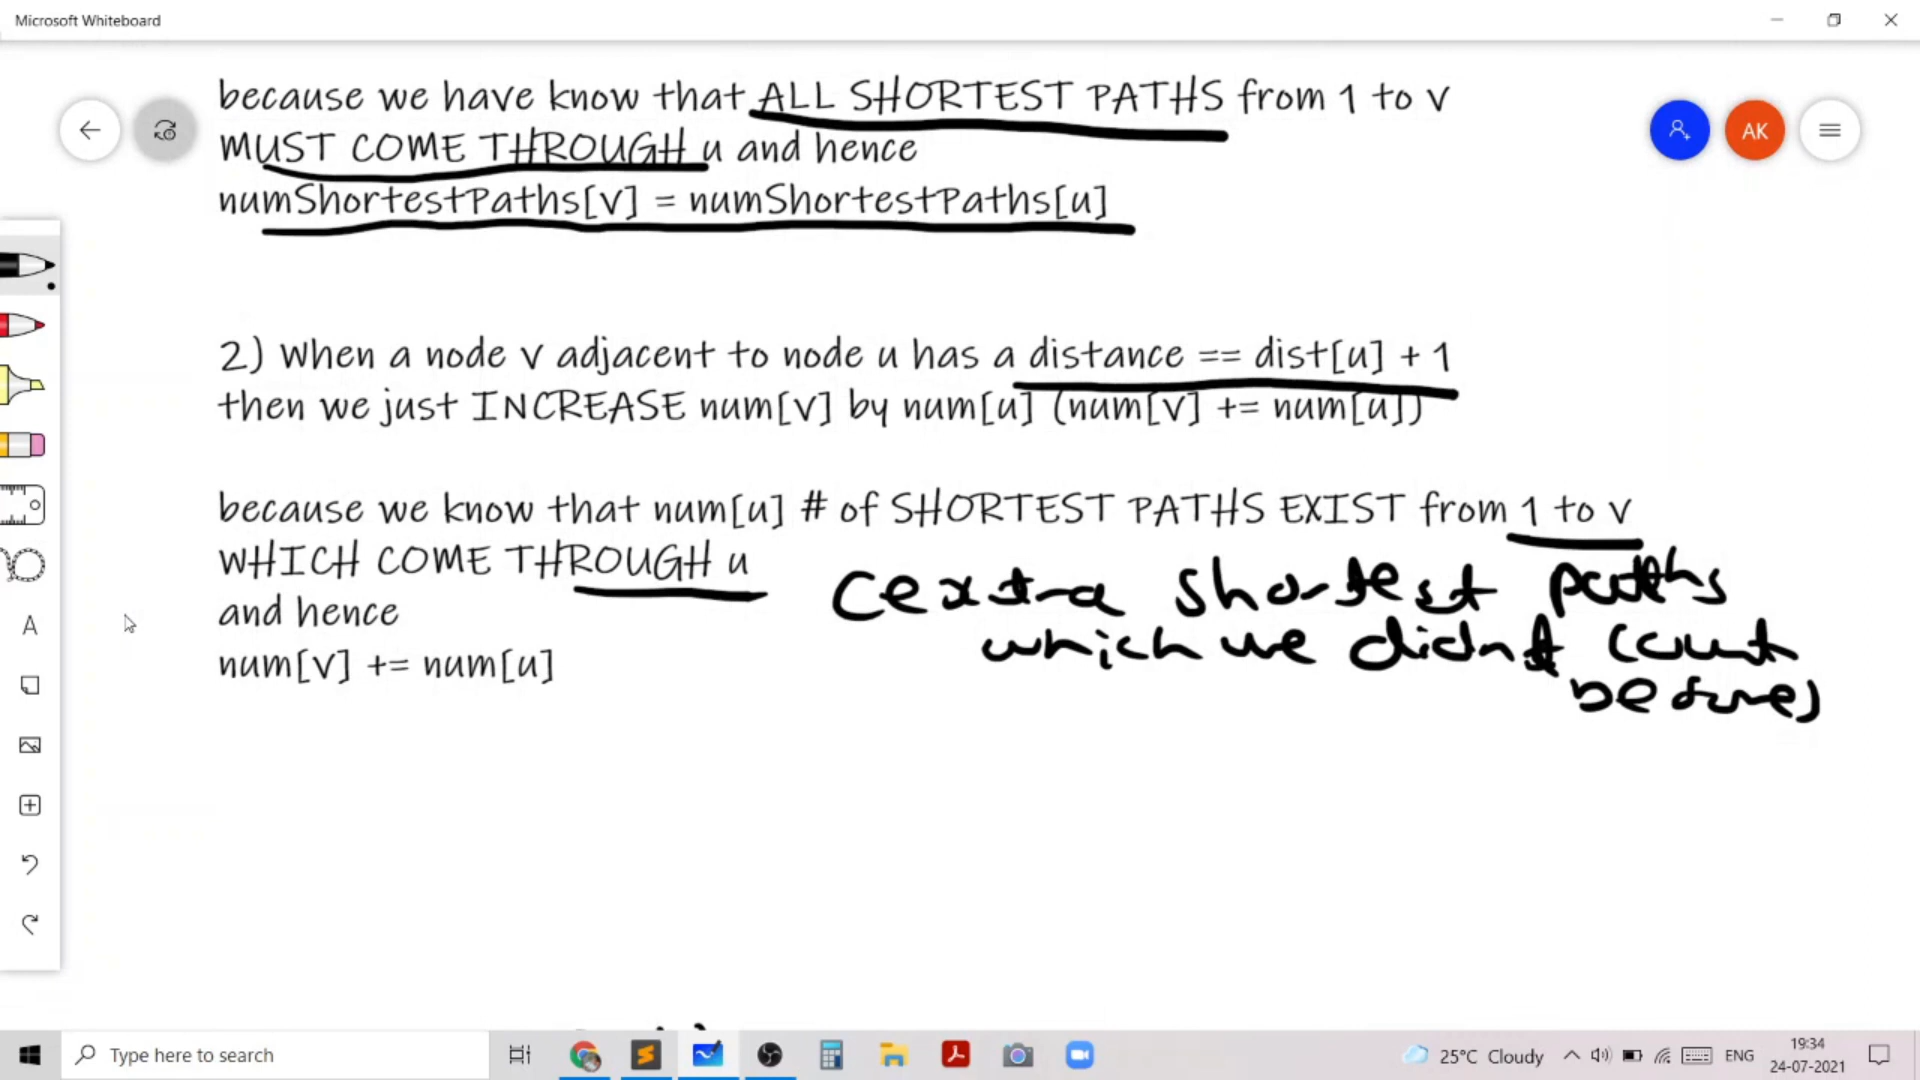 Microsoft Whiteboard
because we have know that ALL SHORTEST PATHS from 1 to v
MUST COME THROUGH u and hence
numShortestPaths[v] = numShortestPaths[u]
AK
2) When a node v adjacent to node u has a distance == dist[u] + 1
then we just INCREASE num[v] by num[u] (num[v] += num[u])
because we know that num[u] # of SHORTEST PATHS EXIST from 1 to v
WHICH COME THROUGH u
and hence
num[v] += num[u]
(extra shortest paths
which we didnt count
before)
A
Type here to search
25°C Cloudy
ENG
19:34
24-07-2021